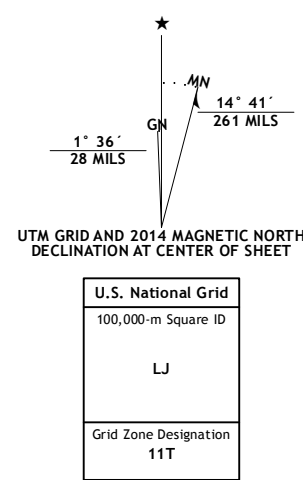 ★
MN
GN
14° 41´
261 MILS
1° 36´
28 MILS
UTM GRID AND 2014 MAGNETIC NORTH
DECLINATION AT CENTER OF SHEET
U.S. National Grid
100,000-m Square ID
LJ
Grid Zone Designation
11T